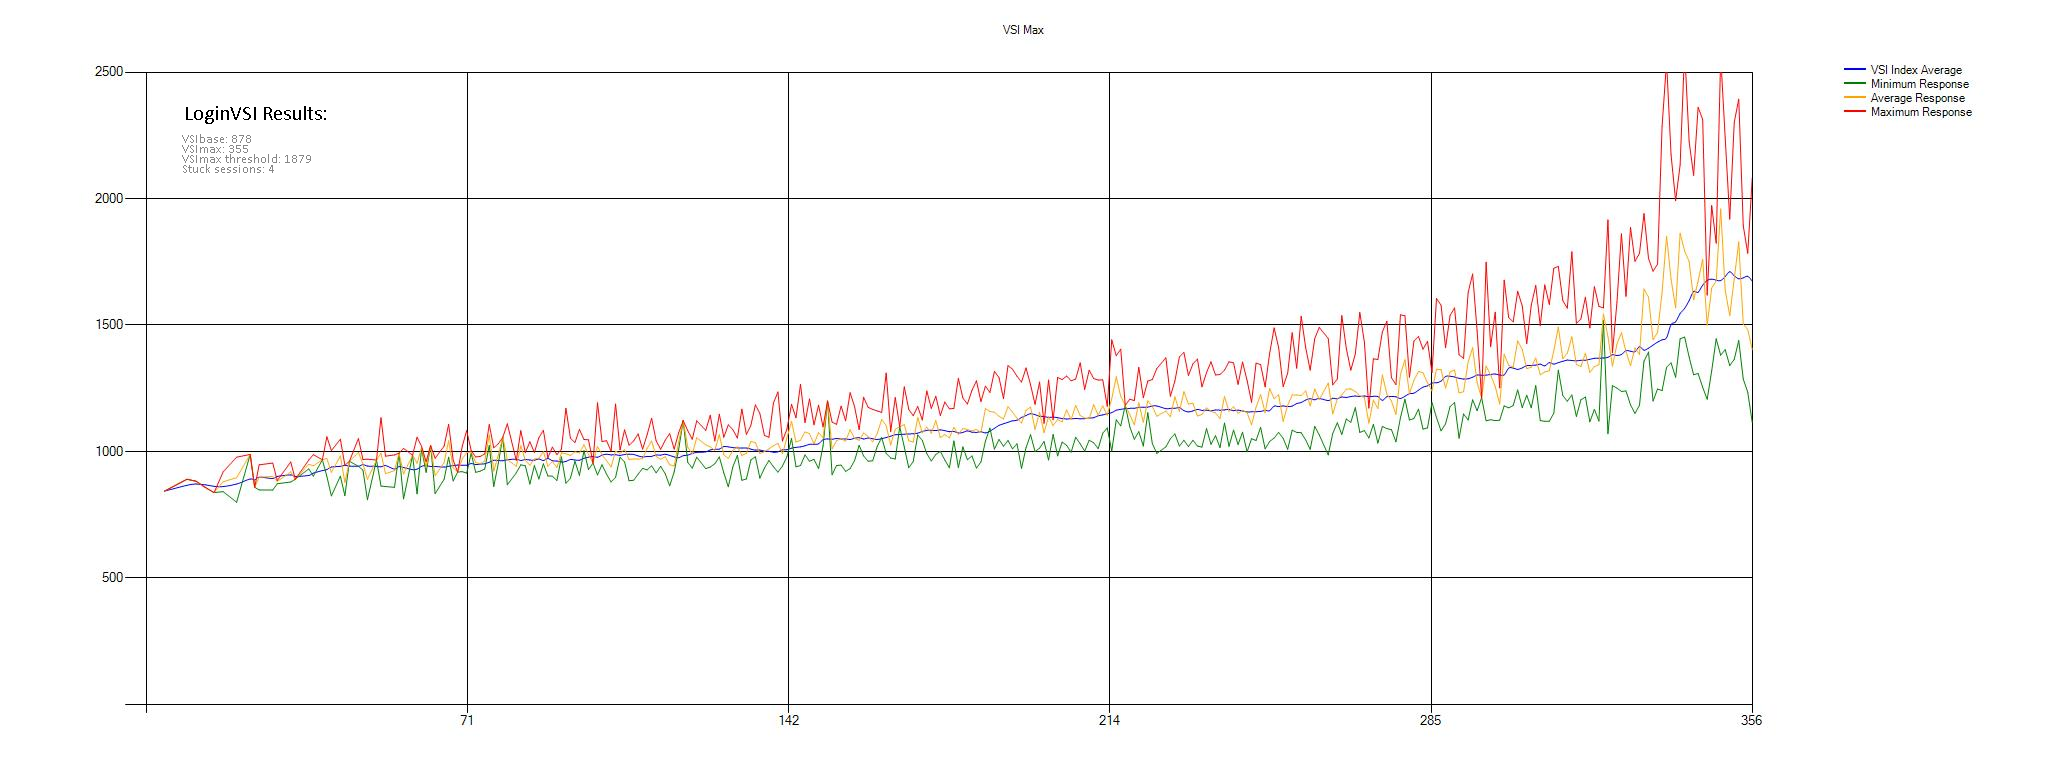 VSI Max
2500
2000
1500
1000
500
LoginVSI Results:
VSIbase: 878
VSImax: 355
VSImax threshold: 1879
Stuck sessions: 4
VSI Index Average
Minimum Response
Average Response
Maximum Response
71
142
214
285
356